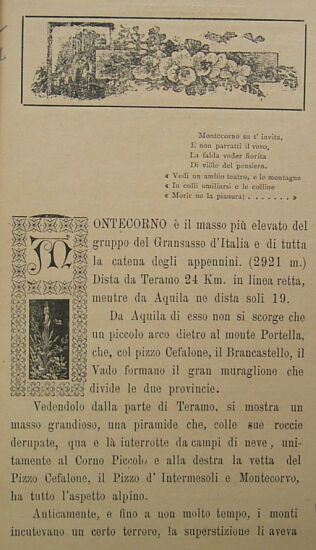 Montecorno su t' invita,
E non parratti il vero,
La falda veder fiorita
Di viole del pensiero.
« Vedi un ambio teatro, e le montagne
« In colli umiliarsi e le colline
« Morir ne la pianura: . . . . . . . »
MONTECORNO è il masso più elevato del
gruppo del Gransasso d'Italia e di tutta
la catena degli appennini. (2921 m.)
Dista da Teramo 24 Km. in linea retta,
mentre da Aquila ne dista soli 19.
Da Aquila di esso non si scorge che
un piccolo arco dietro al monte Portella,
che, col pizzo Cefalone, il Brancastello, il
Vado formano il gran muraglione che
divide le due provincie.
Vedendolo dalla parte di Teramo, si mostra un
masso grandioso, una piramide che, colle sue roccie
derupate, qua e là interrotte da campi di neve, uni-
tamente al Corno Piccolo e alla destra la vetta del
Pizzo Cefalone, il Pizzo d' Intermesoli e Montecorvo,
ha tutto l'aspetto alpino.
Anticamente, e fino a non molto tempo, i monti
incutevano un certo terrore, la superstizione li aveva